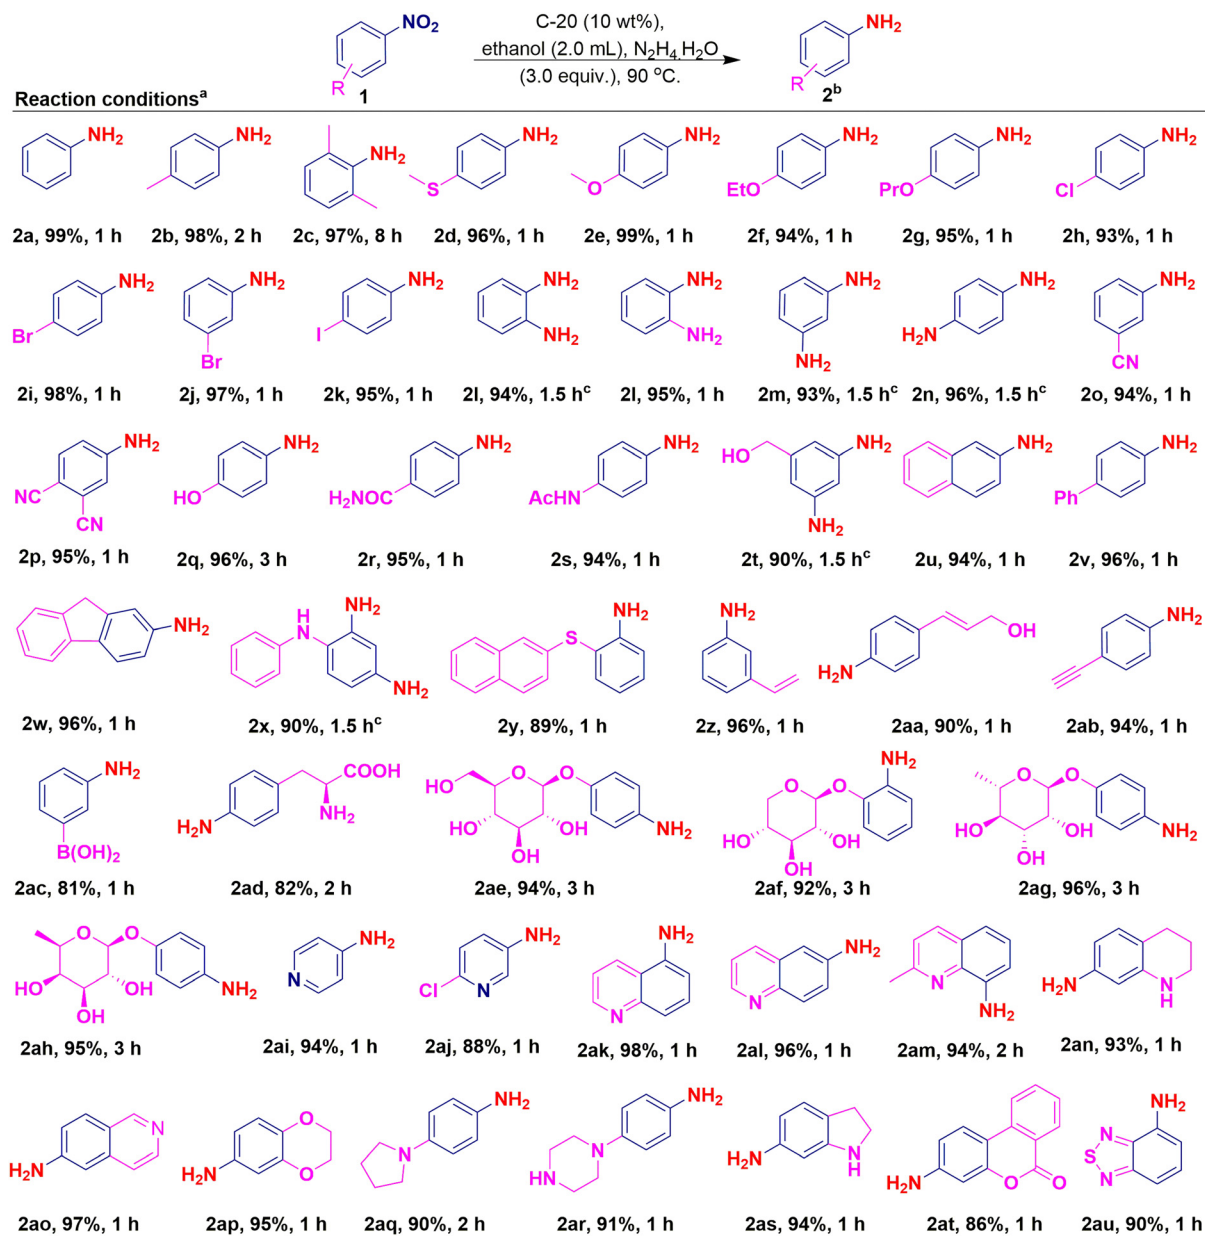 NO2
R
1
C-20 (10 wt%),
ethanol (2.0 mL), N2H4.H2O
(3.0 equiv.), 90 °C.
NH2
R
2b
Reaction conditionsa
NH2 NH2 NH2 NH2 NH2 NH2 NH2 NH2
S O EtO PrO Cl
2a, 99%, 1 h 2b, 98%, 2 h 2c, 97%, 8 h 2d, 96%, 1 h 2e, 99%, 1 h 2f, 94%, 1 h 2g, 95%, 1 h 2h, 93%, 1 h
NH2 NH2 NH2 NH2 NH2 NH2 NH2 NH2
Br Br I NH2 NH2 NH2 NH2 CN
2i, 98%, 1 h 2j, 97%, 1 h 2k, 95%, 1 h 2l, 94%, 1.5 hc 2l, 95%, 1 h 2m, 93%, 1.5 hc 2n, 96%, 1.5 hc 2o, 94%, 1 h
NH2 NH2 NH2 NH2 HO NH2 NH2 NH2
NC CN HO H2NOC AcHN NH2 Ph
2p, 95%, 1 h 2q, 96%, 3 h 2r, 95%, 1 h 2s, 94%, 1 h 2t, 90%, 1.5 hc 2u, 94%, 1 h 2v, 96%, 1 h
NH2 H N NH2 NH2 S NH2 NH2 NH2 OH NH2
2w, 96%, 1 h 2x, 90%, 1.5 hc 2y, 89%, 1 h 2z, 96%, 1 h 2aa, 90%, 1 h 2ab, 94%, 1 h
NH2 B(OH)2 H2N COOH NH2 HO O O HO OH OH NH2 O O NH2 HO OH OH O O HO OH OH NH2
2ac, 81%, 1 h 2ad, 82%, 2 h 2ae, 94%, 3 h 2af, 92%, 3 h 2ag, 96%, 3 h
O O HO OH OH NH2 NH2 N NH2 Cl N NH2 N NH2 N N NH2 H2N N H
2ah, 95%, 3 h 2ai, 94%, 1 h 2aj, 88%, 1 h 2ak, 98%, 1 h 2al, 96%, 1 h 2am, 94%, 2 h 2an, 93%, 1 h
H2N N H2N O O N NH2 HN N NH2 H2N N H H2N O O NH2 N S N
2ao, 97%, 1 h 2ap, 95%, 1 h 2aq, 90%, 2 h 2ar, 91%, 1 h 2as, 94%, 1 h 2at, 86%, 1 h 2au, 90%, 1 h